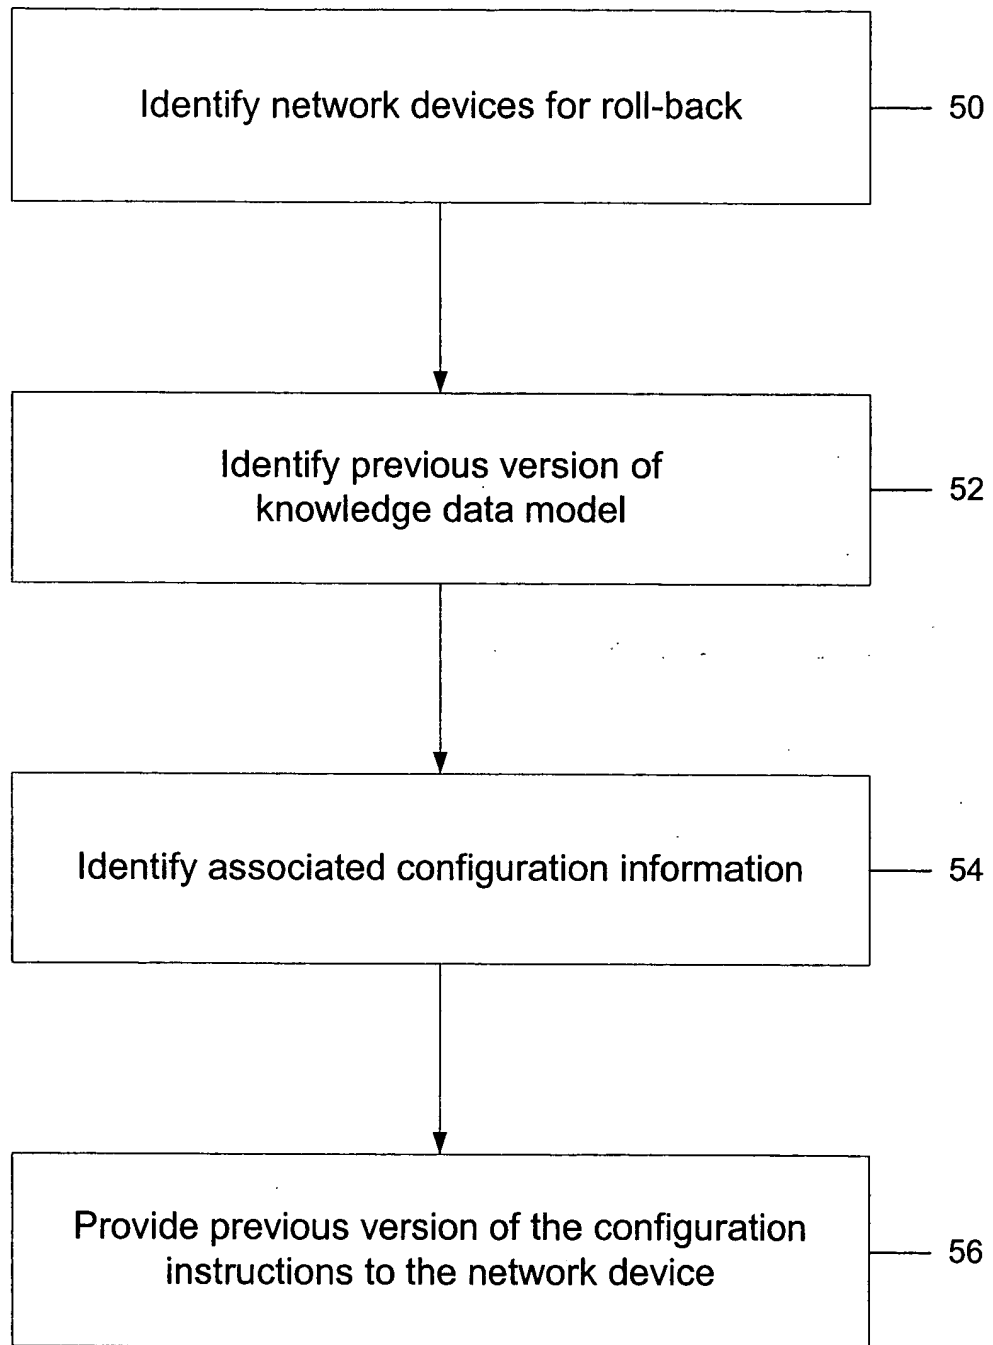 Identify network devices for roll-back
50
Identify previous version of
knowledge data model
52
Identify associated configuration information
54
Provide previous version of the configuration
instructions to the network device
56